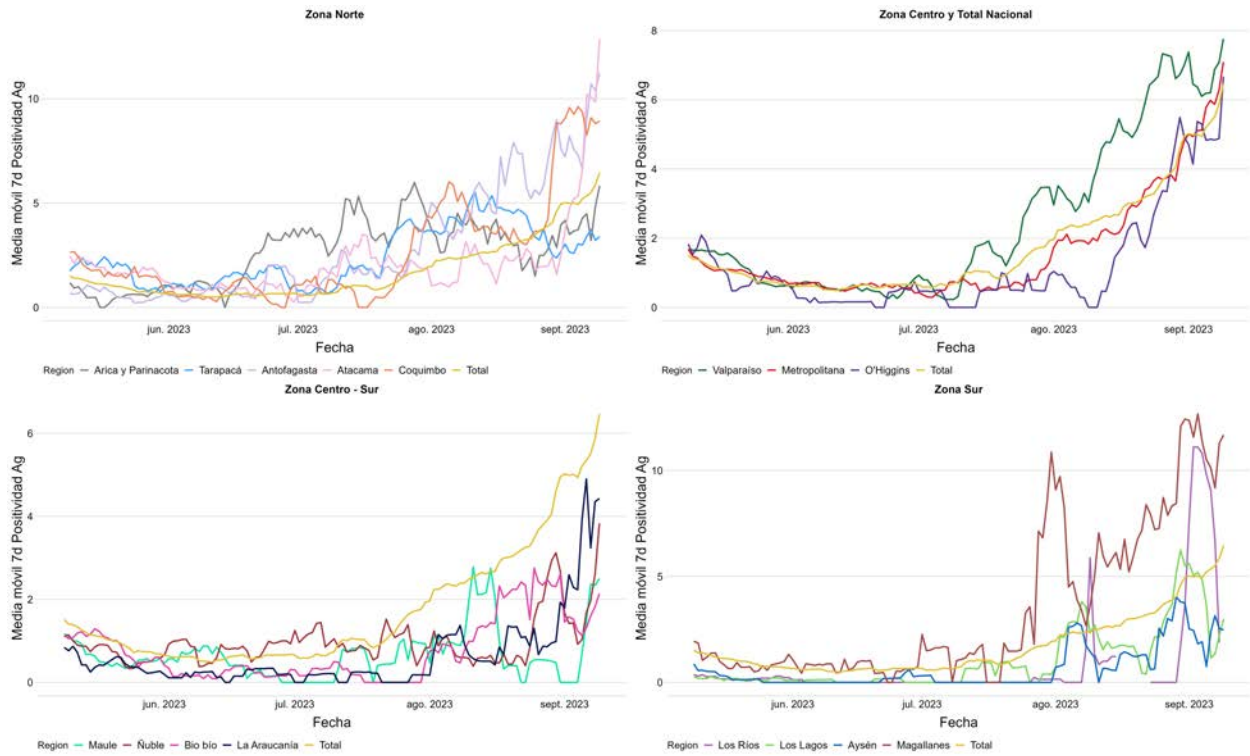 Zona Norte
Media móvil 7d Positividad Ag
10
5
0
jun. 2023 jul. 2023 ago. 2023 sept. 2023
Fecha
Region Arica y Parinacota Tarapacá Antofagasta Atacama Coquimbo Total
Zona Centro y Total Nacional
Media móvil 7d Positividad Ag
8
6
4
2
0
jun. 2023 jul. 2023 ago. 2023 sept. 2023
Fecha
Region Valparaíso Metropolitana O'Higgins Total
Zona Centro - Sur
Media móvil 7d Positividad Ag
6
4
2
0
jun. 2023 jul. 2023 ago. 2023 sept. 2023
Fecha
Region Maule Ñuble Bio bío La Araucanía Total
Zona Sur
Media móvil 7d Positividad Ag
10
5
0
jun. 2023 jul. 2023 ago. 2023 sept. 2023
Fecha
Region Los Ríos Los Lagos Aysén Magallanes Total